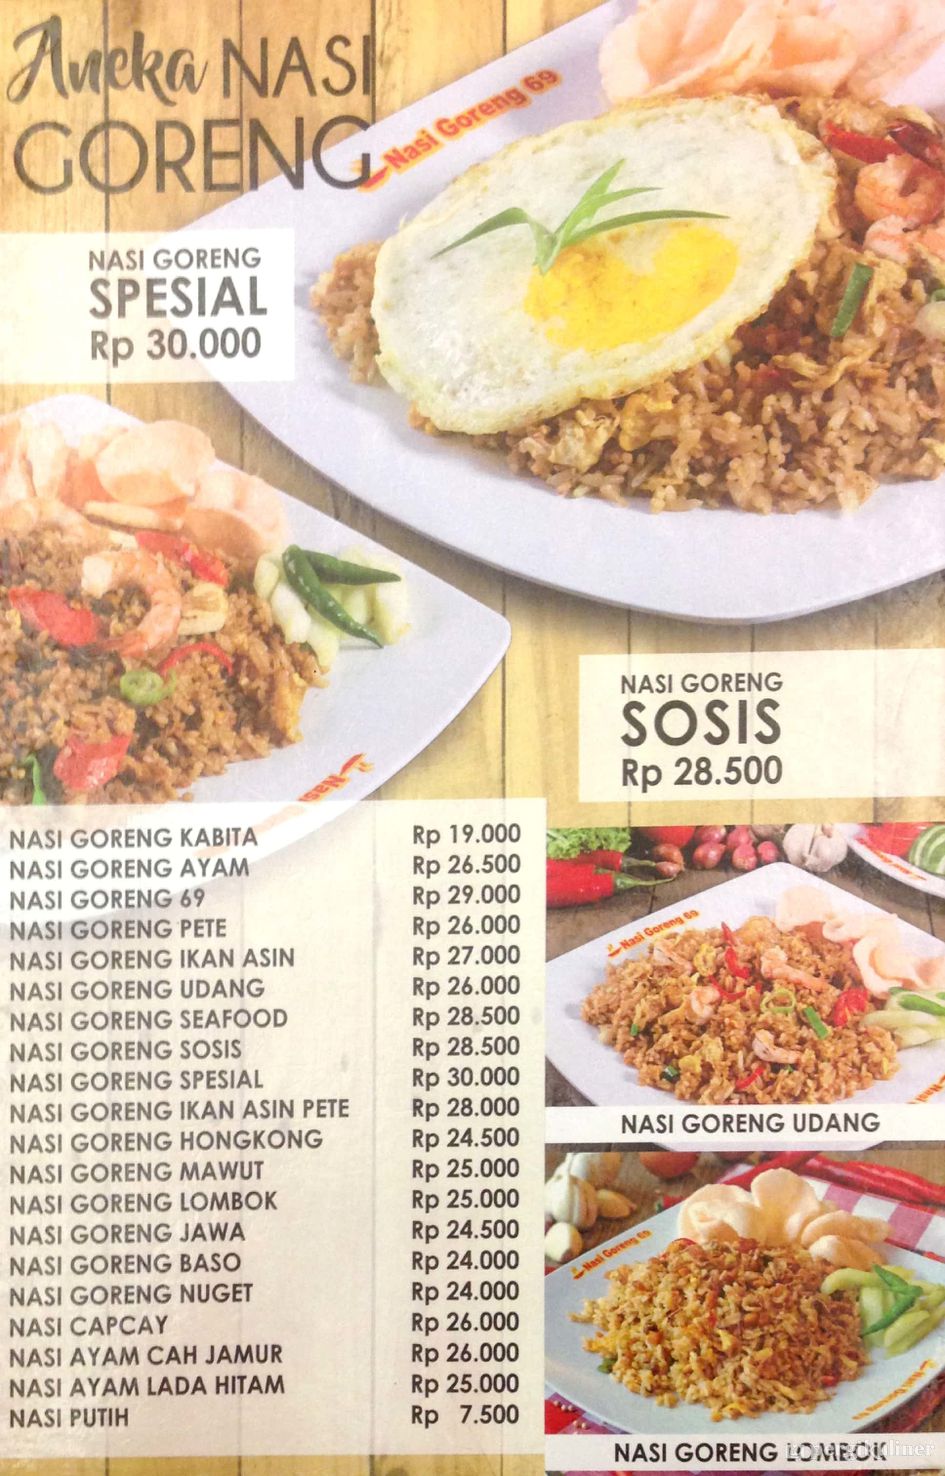 Aneka NASI
GORENG
Nasi Goreng 69
NASI GORENG
SPESIAL
Rp 30.000
NASI GORENG
SOSIS
Rp 28.500
NASI GORENG KABITA Rp 19.000
NASI GORENG AYAM Rp 26.500
NASI GORENG 69 Rp 29.000
NASI GORENG PETE Rp 26.000
NASI GORENG IKAN ASIN Rp 27.000
NASI GORENG UDANG Rp 26.000
NASI GORENG SEAFOOD Rp 28.500
NASI GORENG SOSIS Rp 28.500
NASI GORENG SPESIAL Rp 30.000
NASI GORENG IKAN ASIN PETE Rp 28.000
NASI GORENG HONGKONG Rp 24.500
NASI GORENG MAWUT Rp 25.000
NASI GORENG LOMBOK Rp 25.000
NASI GORENG JAWA Rp 24.500
NASI GORENG BASO Rp 24.000
NASI GORENG NUGET Rp 24.000
NASI CAPCAY Rp 26.000
NASI AYAM CAH JAMUR Rp 26.000
NASI AYAM LADA HITAM Rp 25.000
NASI PUTIH Rp 7.500
Nasi Goreng 69
NASI GORENG UDANG
Nasi Goreng 69
NASI GORENG LOMBOK
pergikuliner